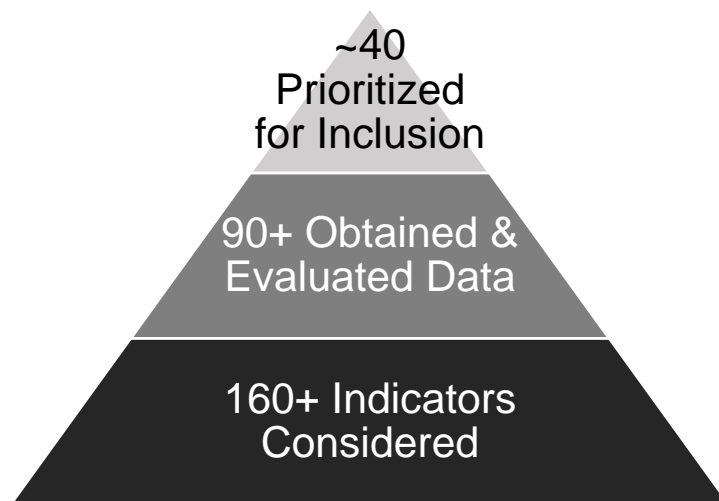 ~40
Prioritized
for Inclusion
90+ Obtained &
Evaluated Data
160+ Indicators
Considered